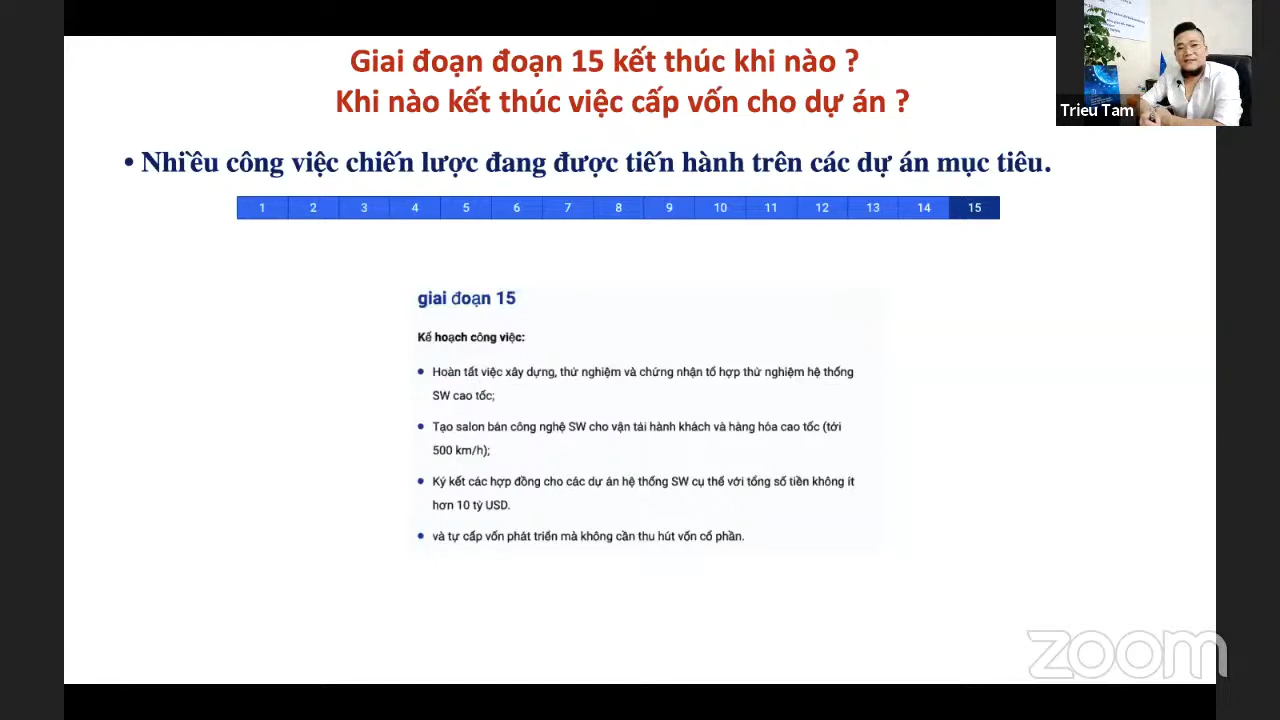 Giai đoạn đoạn 15 kết thúc khi nào ?
Khi nào kết thúc việc cấp vốn cho dự án ?
Trieu Tam
• Nhiều công việc chiến lược đang được tiến hành trên các dự án mục tiêu.
1 2 3 4 5 6 7 8 9 10 11 12 13 14 15
giai đoạn 15
Kế hoạch công việc:
• Hoàn tất việc xây dựng, thử nghiệm và chứng nhận tổ hợp thử nghiệm hệ thống
SW cao tốc;
• Tạo salon bán công nghệ SW cho vận tải hành khách và hàng hóa cao tốc (tới
500 km/h);
• Ký kết các hợp đồng cho các dự án hệ thống SW cụ thể với tổng số tiền không ít
hơn 10 tỷ USD.
• và tự cấp vốn phát triển mà không cần thu hút vốn cổ phần.
zoom